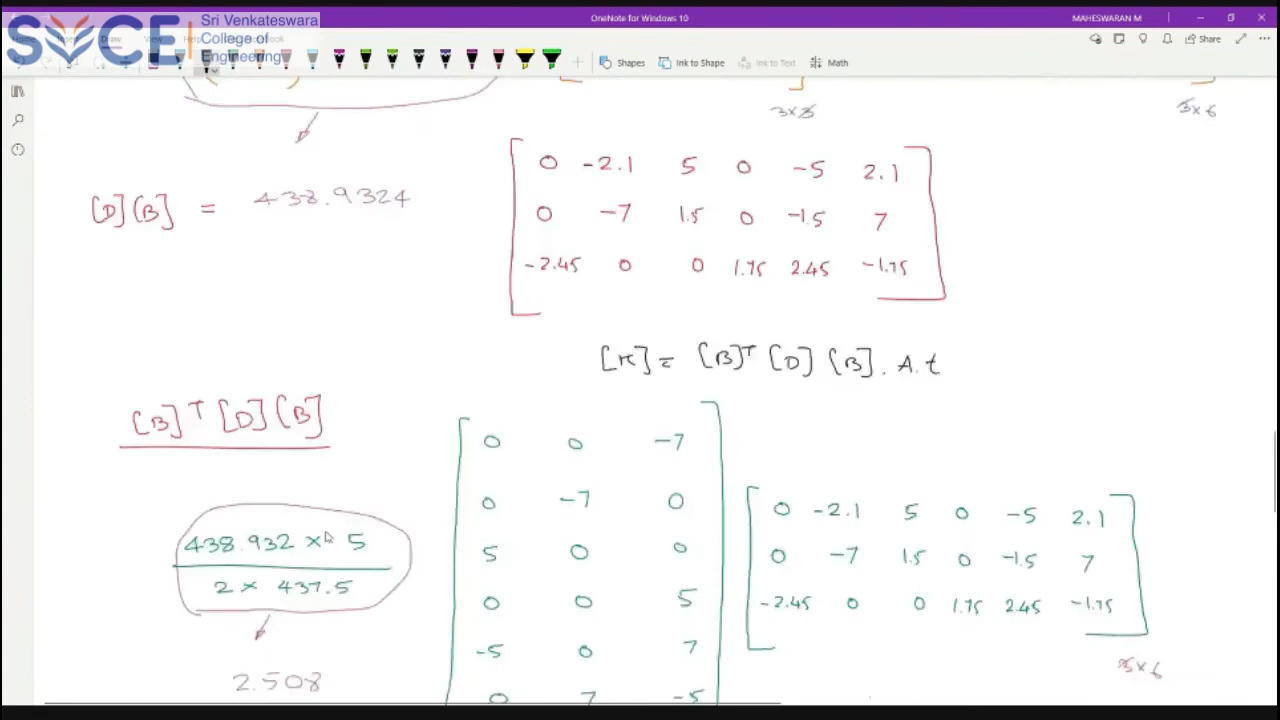 OneNote for Windows 10
MAHESWARAN M
SVCE
Sri Venkateswara
College of
Engineering
Shapes
Ink to Shape
Ink to Text
Math
Share
3×3
3×6
[D][B] = 438.9324
0 -2.1 5 0 -5 2.1
0 -7 1.5 0 -1.5 7
-2.45 0 0 1.75 2.45 -1.75
[K] = [B]ᵀ [D] [B] . A.t
[B]ᵀ [D] [B]
438.932 × 5
2 × 437.5
2.508
0 0 -7
0 -7 0
5 0 0
0 0 5
-5 0 7
0 7 -5
0 -2.1 5 0 -5 2.1
0 -7 1.5 0 -1.5 7
-2.45 0 0 1.75 2.45 -1.75
3×6